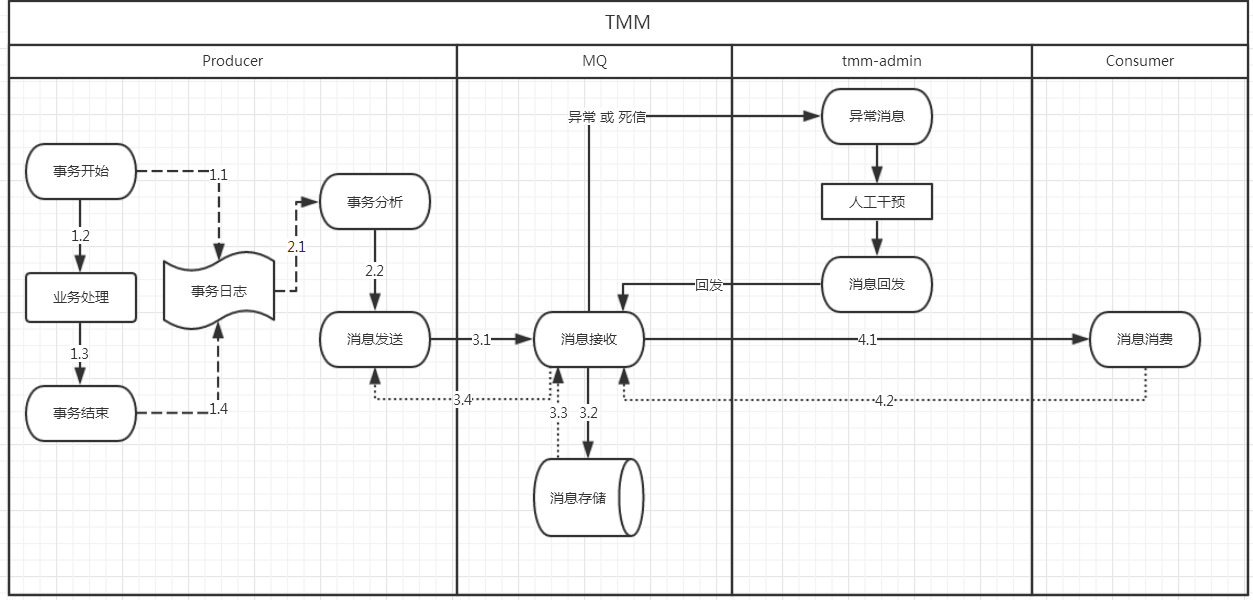 TMM
Producer
MQ
tmm-admin
Consumer
事务开始
1.1
1.2
业务处理
1.3
事务结束
1.4
事务日志
2.1
事务分析
2.2
消息发送
3.1
异常 或 死信
消息接收
3.4
3.3
3.2
消息存储
异常消息
人工干预
消息回发
回发
4.1
4.2
消息消费